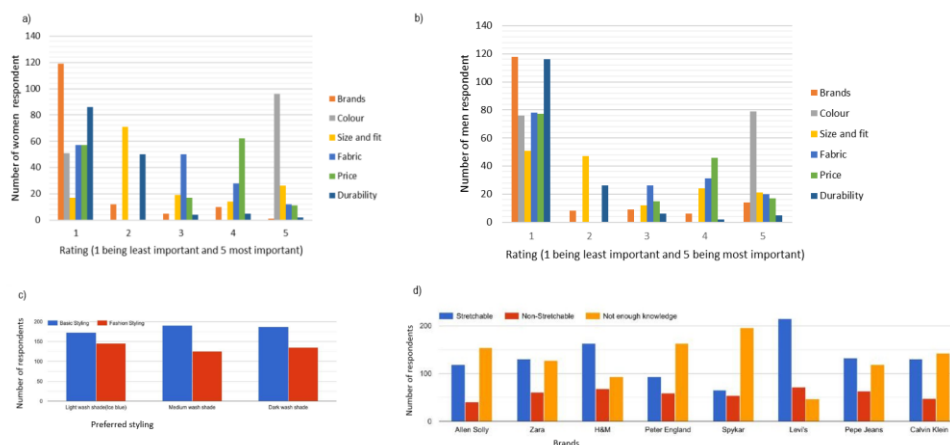 a)
140
120
100
80
60
40
20
0
Number of women respondent
1 2 3 4 5
Rating (1 being least important and 5 most important)
Brands
Colour
Size and fit
Fabric
Price
Durability
b)
140
120
100
80
60
40
20
0
Number of men respondent
1 2 3 4 5
Rating (1 being least important and 5 being most important)
Brands
Colour
Size and fit
Fabric
Price
Durability
c)
Basic Styling Fashion Styling
200
150
100
50
0
Number of respondents
Light wash shade(Ice blue) Medium wash shade Dark wash shade
Preferred styling
d)
Stretchable Non-Stretchable Not enough knowledge
200
100
0
Number of respondents
Allen Solly Zara H&M Peter England Spykar Levi's Pepe Jeans Calvin Klein
Brands